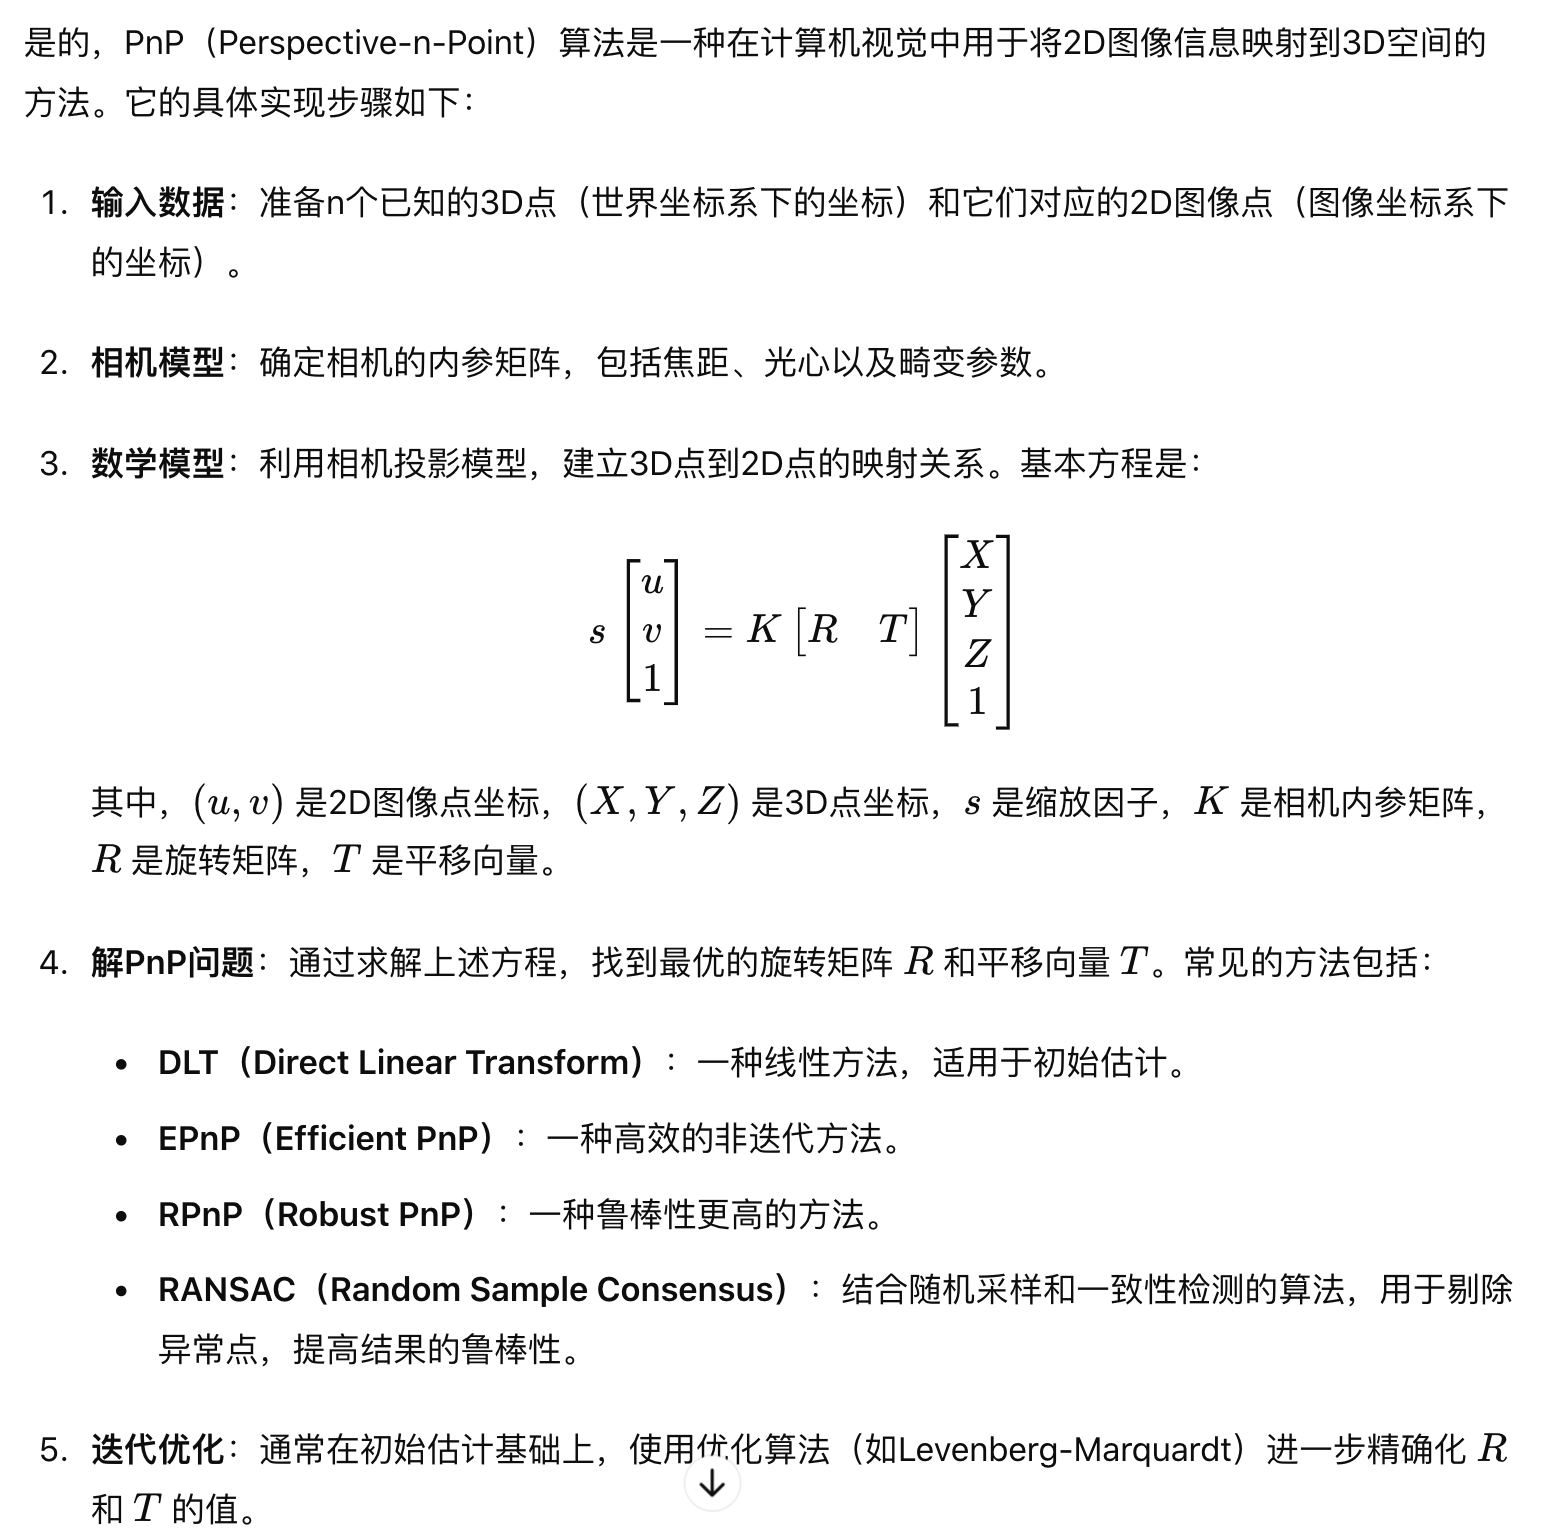 是的，PnP（Perspective-n-Point）算法是一种在计算机视觉中用于将2D图像信息映射到3D空间的
方法。它的具体实现步骤如下：
1. 输入数据：准备n个已知的3D点（世界坐标系下的坐标）和它们对应的2D图像点（图像坐标系下
的坐标）。
2. 相机模型：确定相机的内参矩阵，包括焦距、光心以及畸变参数。
3. 数学模型：利用相机投影模型，建立3D点到2D点的映射关系。基本方程是：
s [u v 1] = K [R T] [X Y Z 1]
其中，(u, v) 是2D图像点坐标，(X, Y, Z) 是3D点坐标，s 是缩放因子，K 是相机内参矩阵，
R 是旋转矩阵，T 是平移向量。
4. 解PnP问题：通过求解上述方程，找到最优的旋转矩阵 R 和平移向量 T。常见的方法包括：
• DLT（Direct Linear Transform）：一种线性方法，适用于初始估计。
• EPnP（Efficient PnP）：一种高效的非迭代方法。
• RPnP（Robust PnP）：一种鲁棒性更高的方法。
• RANSAC（Random Sample Consensus）：结合随机采样和一致性检测的算法，用于剔除
异常点，提高结果的鲁棒性。
5. 迭代优化：通常在初始估计基础上，使用优化算法（如Levenberg-Marquardt）进一步精确化 R
和 T 的值。